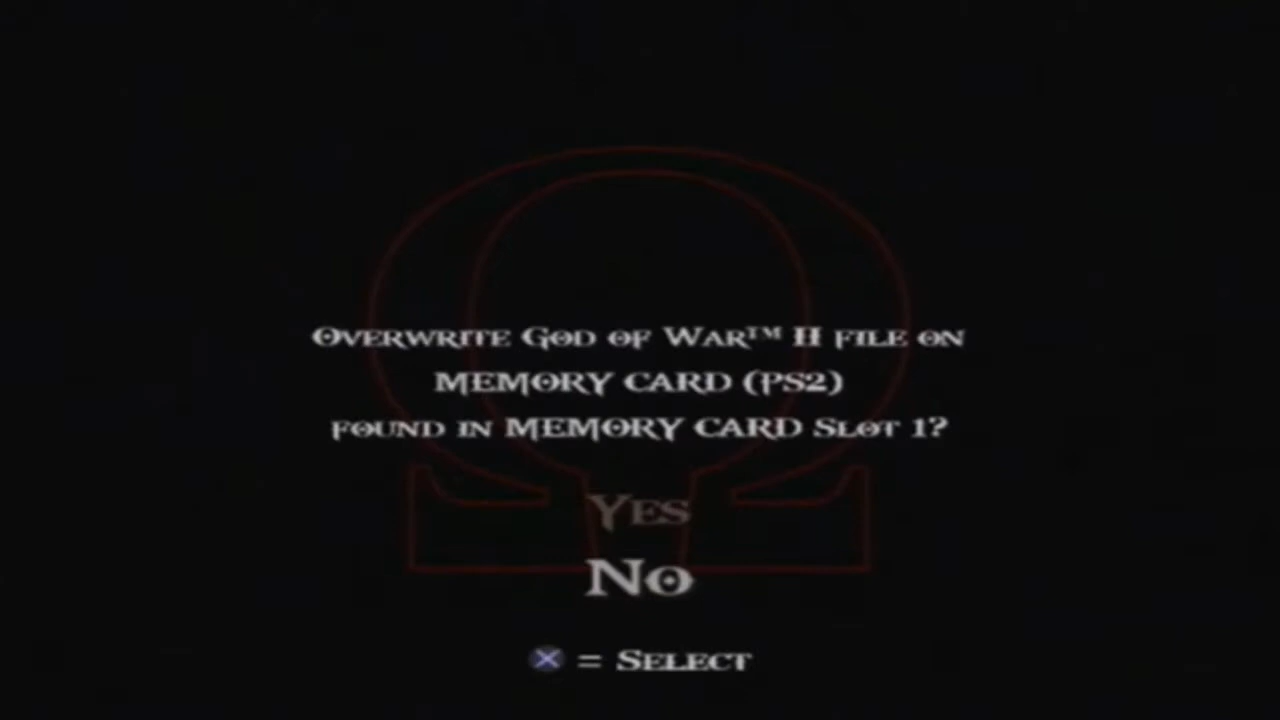 Overwrite God of War™ II file on
MEMORY CARD (PS2)
found in MEMORY CARD Slot 1?
Yes
No
= Select